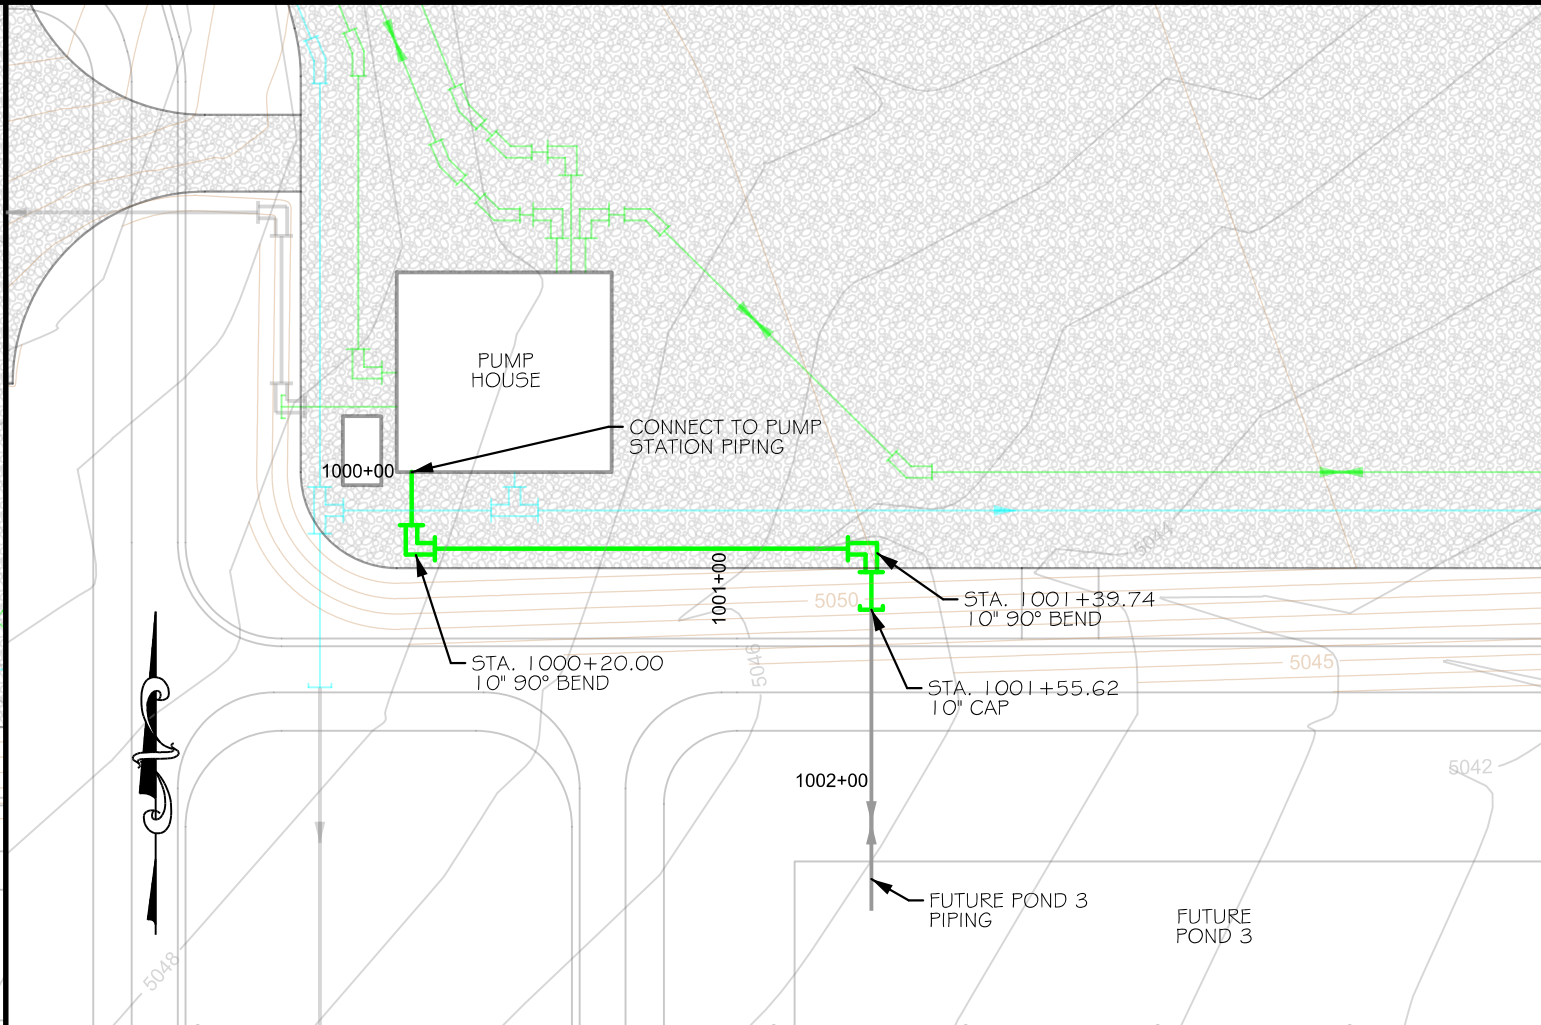 PUMP
HOUSE
CONNECT TO PUMP
STATION PIPING
1000+00
5044
1001+00
5050
STA. 1001+39.74
10" 90° BEND
5046
5045
STA. 1000+20.00
10" 90° BEND
STA. 1001+55.62
10" CAP
5042
1002+00
FUTURE POND 3
PIPING
FUTURE
POND 3
5048